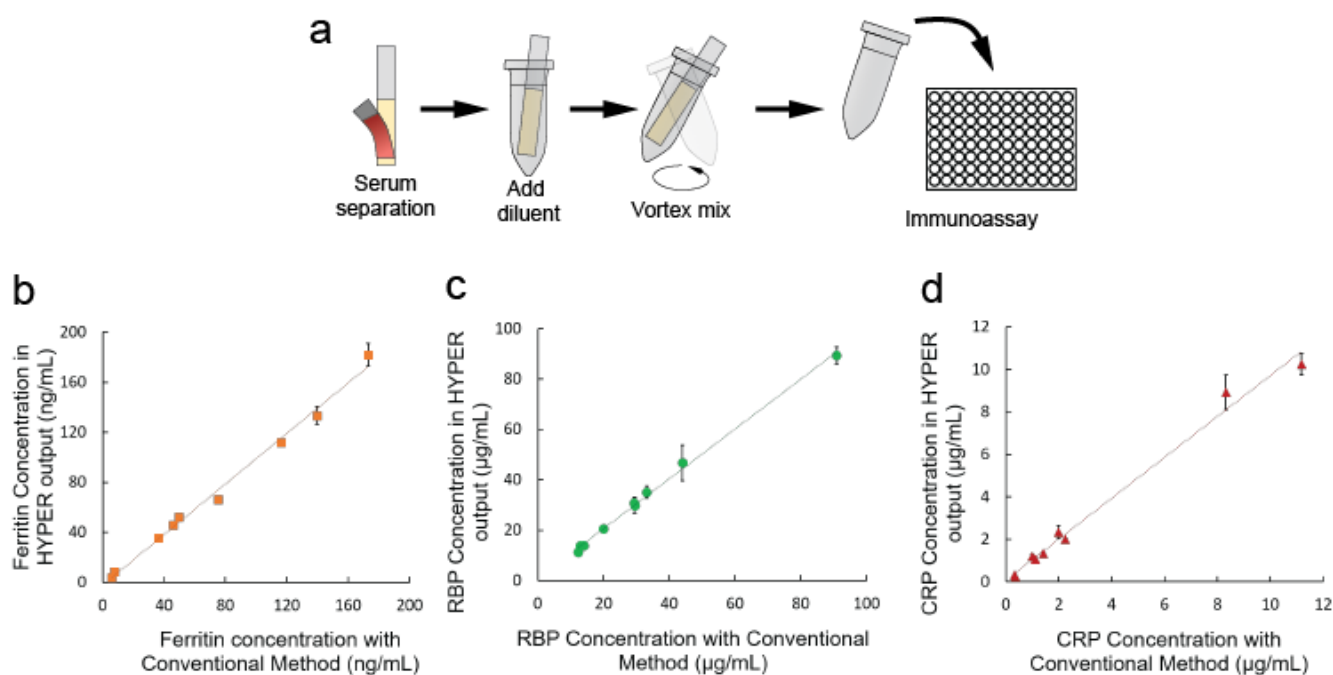 a
Serum
separation
Add
diluent
Vortex mix
Immunoassay
b
Ferritin Concentration in
HYPER output (ng/mL)
200
160
120
80
40
0
0 40 80 120 160 200
Ferritin concentration with
Conventional Method (ng/mL)
c
RBP Concentration in HYPER
output (µg/mL)
100
80
60
40
20
0
0 20 40 60 80 100
RBP Concentration with Conventional
Method (µg/mL)
d
CRP Concentration in HYPER
output (µg/mL)
12
10
8
6
4
2
0
0 2 4 6 8 10 12
CRP Concentration with
Conventional Method (µg/mL)